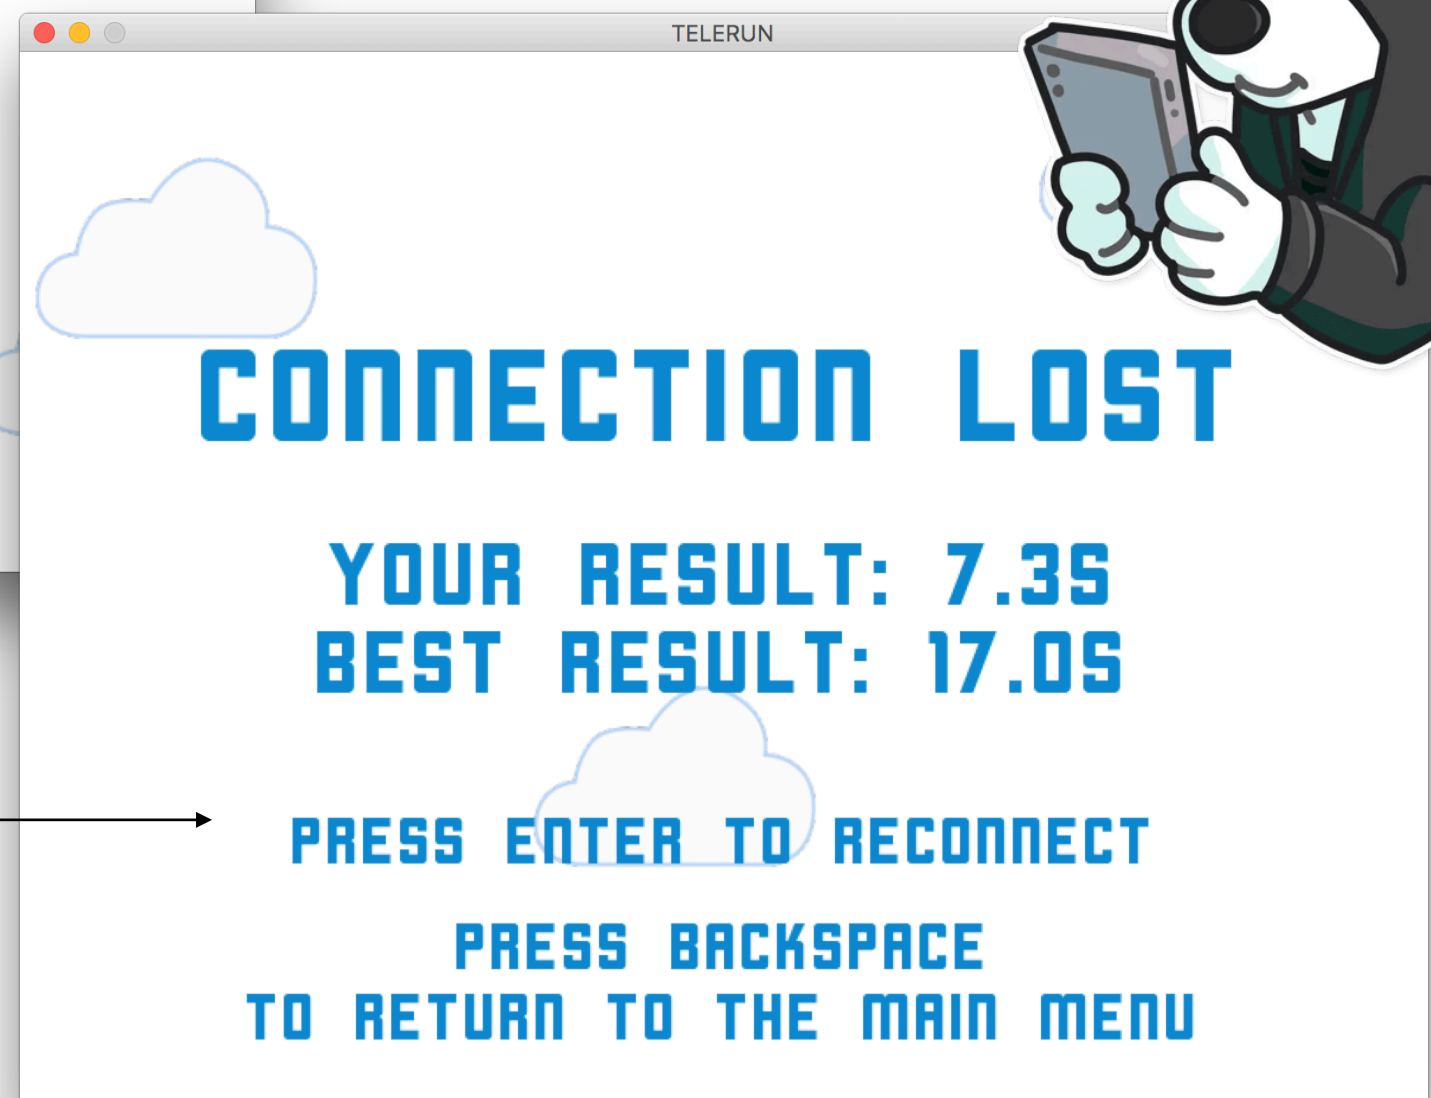 TELERUN
CONNECTION LOST
YOUR RESULT: 7.3S
BEST RESULT: 17.0S
PRESS ENTER TO RECONNECT
PRESS BACKSPACE
TO RETURN TO THE MAIN MENU